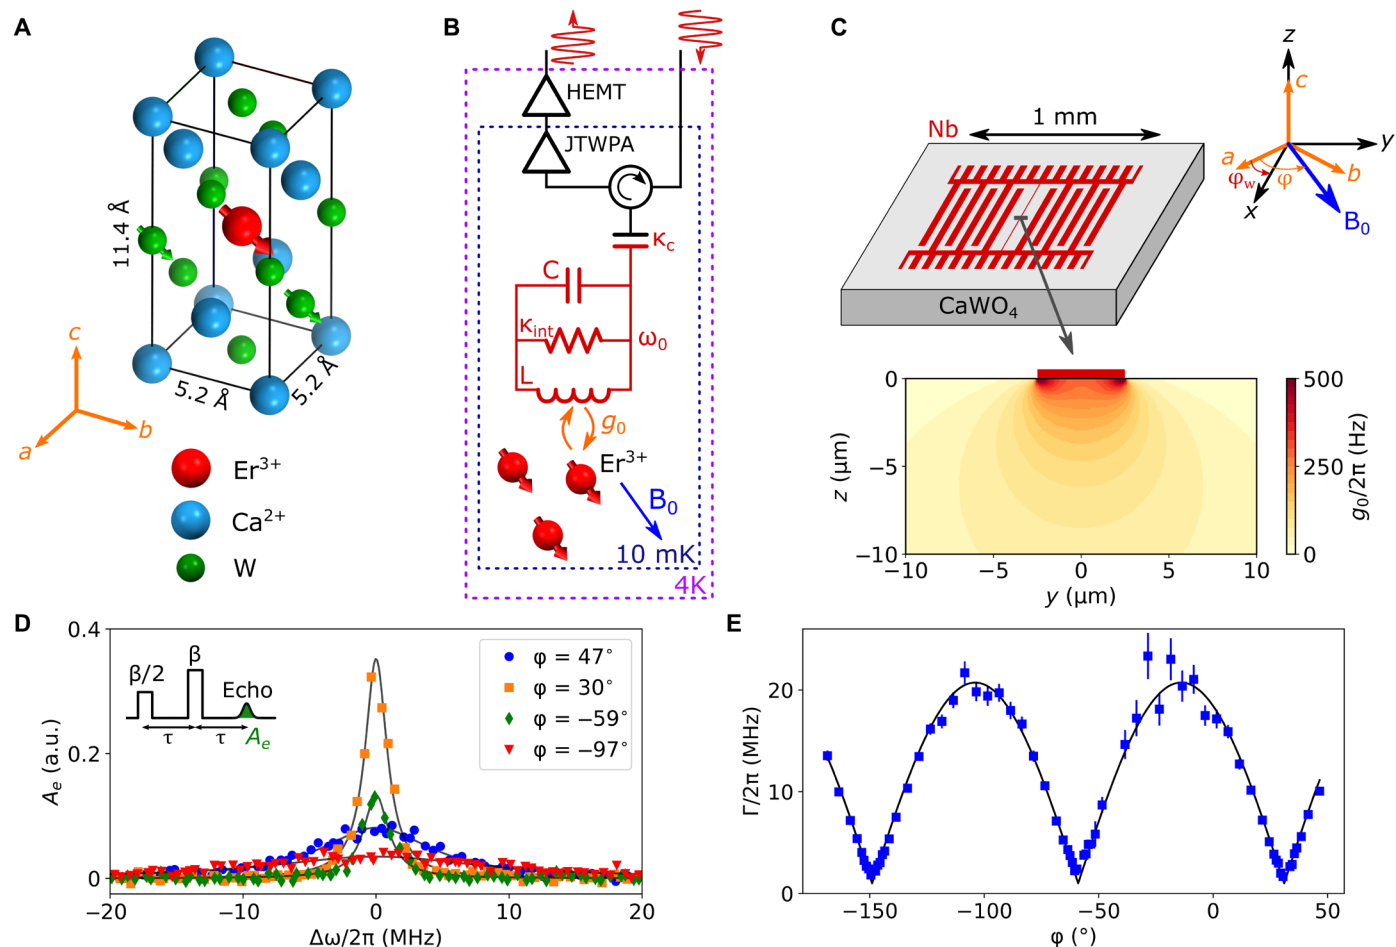 A
11.4 Å
5.2 Å
5.2 Å
c
a
b
Er³⁺
Ca²⁺
W
B
HEMT
JTWPA
κc
C
κint
ω₀
L
g₀
Er³⁺
B₀
10 mK
4K
C
Nb
1 mm
CaWO₄
z
c
y
a
b
φw
φ
x
B₀
0
−5
−10
z (μm)
−10
−5
0
5
10
y (μm)
500
250
0
g₀/2π (Hz)
D
0.4
0.2
0
Aₑ (a.u.)
β/2
β
Echo
τ
τ
Aₑ
φ = 47°
φ = 30°
φ = −59°
φ = −97°
−20
−10
0
10
20
Δω/2π (MHz)
E
20
10
0
Γ/2π (MHz)
−150
−100
−50
0
50
φ (°)